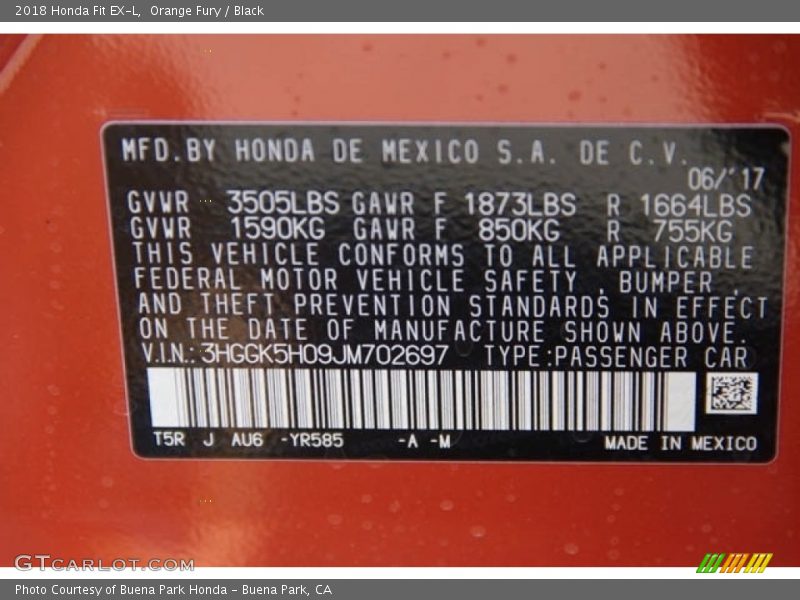 2018 Honda Fit EX-L,  Orange Fury / Black
MFD. BY HONDA DE MEXICO S.A. DE C.V.
06/'17
GVWR 3505LBS GAWR F 1873LBS R 1664LBS
GVWR 1590KG GAWR F 850KG R 755KG
THIS VEHICLE CONFORMS TO ALL APPLICABLE
FEDERAL MOTOR VEHICLE SAFETY , BUMPER ,
AND THEFT PREVENTION STANDARDS IN EFFECT
ON THE DATE OF MANUFACTURE SHOWN ABOVE.
V.I.N.: 3HGGK5H09JM702697 TYPE:PASSENGER CAR
T5R J AU6 -YR585 -A -M MADE IN MEXICO
GTCARLOT.COM
Photo Courtesy of Buena Park Honda - Buena Park, CA